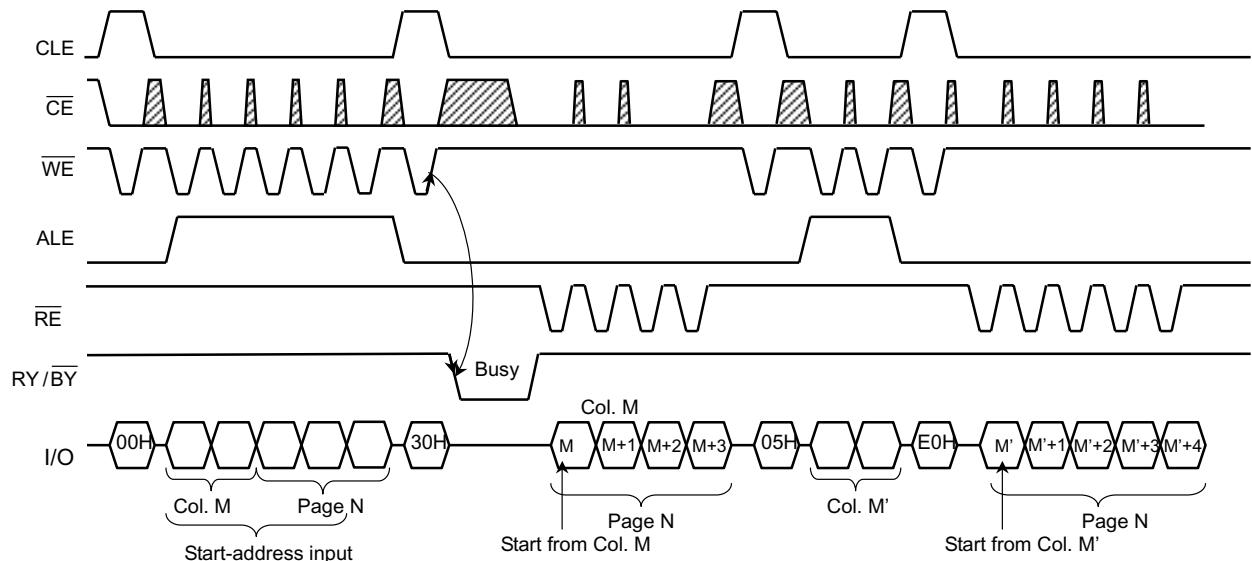 CLE
CE
WE
ALE
RE
RY / BY
Busy
Col. M
I/O
00H
30H
M
M+1
M+2
M+3
05H
E0H
M'
M'+1
M'+2
M'+3
M'+4
Col. M
Page N
Page N
Col. M'
Page N
Start-address input
Start from Col. M
Start from Col. M'